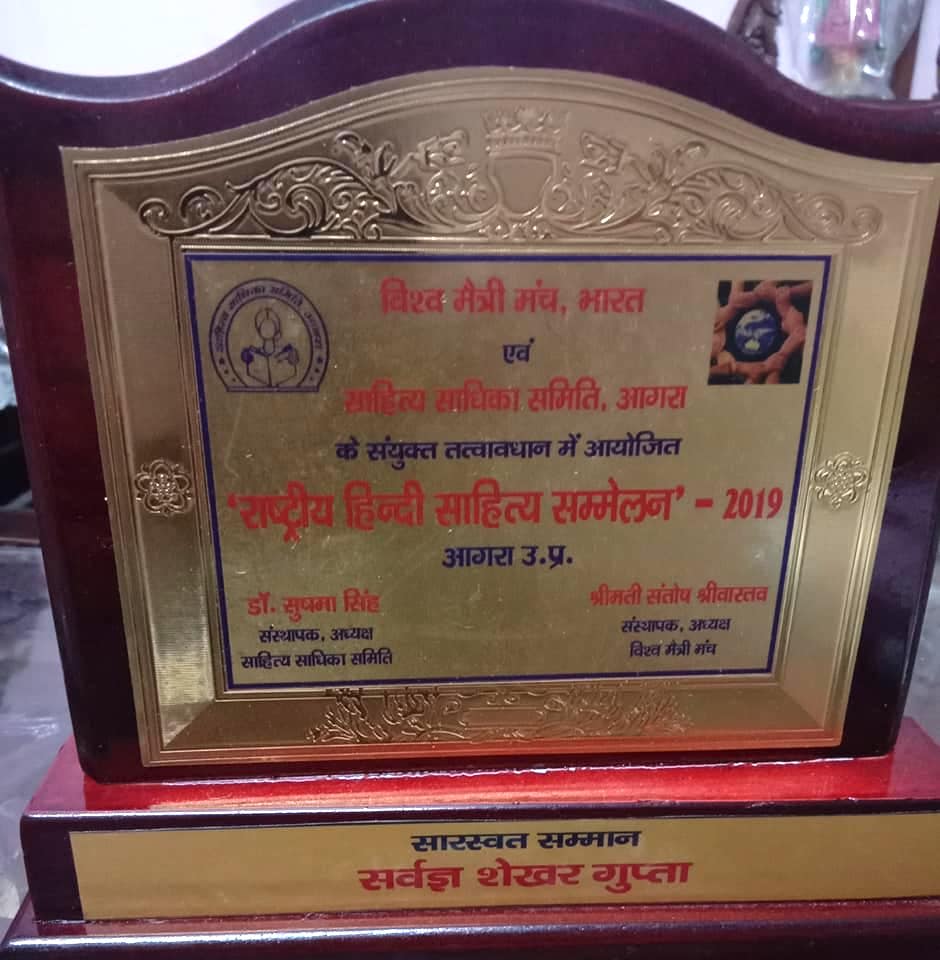 विश्व मैत्री मंच, भारत
एवं
साहित्य साधिका समिति, आगरा
के संयुक्त तत्वावधान में आयोजित
‘राष्ट्रीय हिन्दी साहित्य सम्मेलन’ - 2019
आगरा उ.प्र.
डॉ. सुषमा सिंह
संस्थापक, अध्यक्ष
साहित्य साधिका समिति
श्रीमती संतोष श्रीवास्तव
संस्थापक, अध्यक्ष
विश्व मैत्री मंच
सारस्वत सम्मान
सर्वज्ञ शेखर गुप्ता
साहित्य साधिका समिति